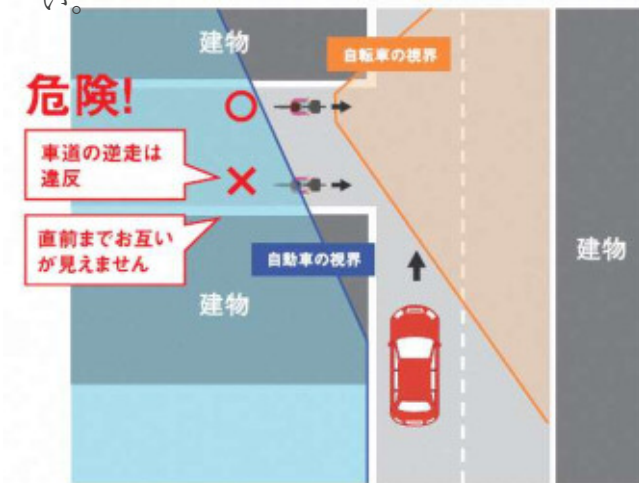 い。
建物
自転車の視界
危険!
車道の逆走は
違反
直前までお互い
が見えません
自動車の視界
建物
建物